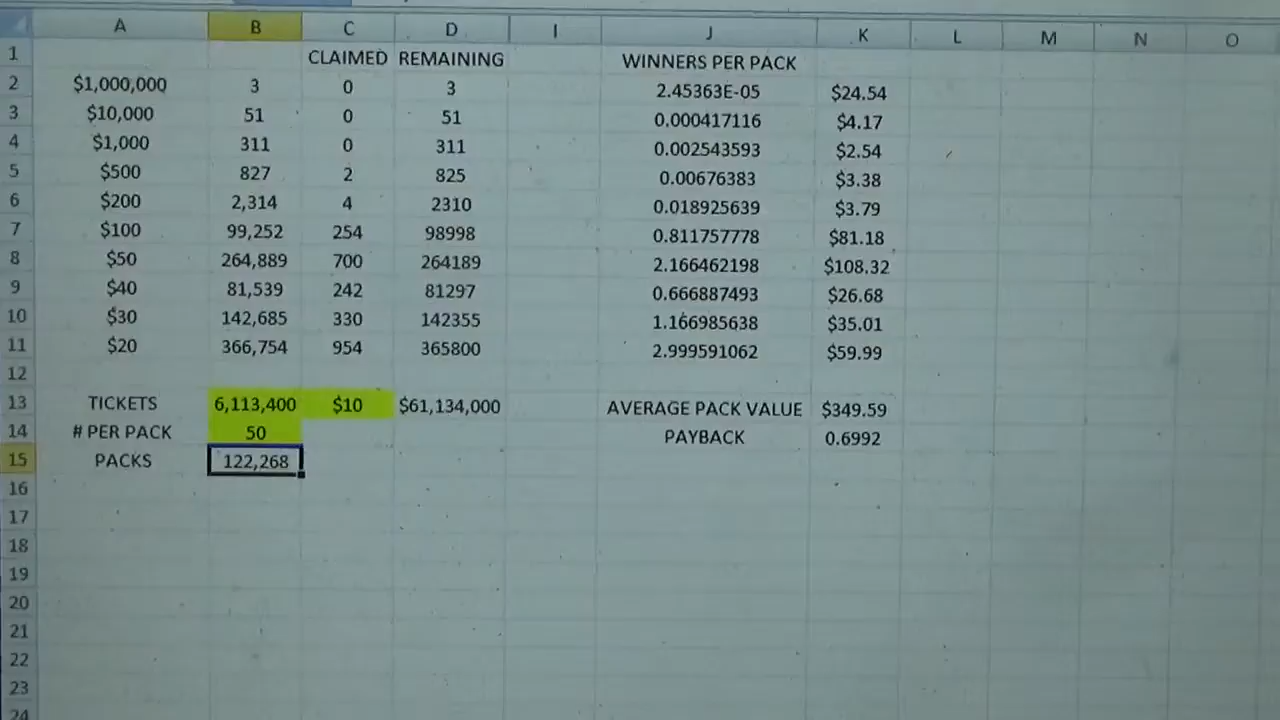 A B C D I J K L M N O
1 CLAIMED REMAINING WINNERS PER PACK
2 $1,000,000 3 0 3 2.45363E-05 $24.54
3 $10,000 51 0 51 0.000417116 $4.17
4 $1,000 311 0 311 0.002543593 $2.54
5 $500 827 2 825 0.00676383 $3.38
6 $200 2,314 4 2310 0.018925639 $3.79
7 $100 99,252 254 98998 0.811757778 $81.18
8 $50 264,889 700 264189 2.166462198 $108.32
9 $40 81,539 242 81297 0.666887493 $26.68
10 $30 142,685 330 142355 1.166985638 $35.01
11 $20 366,754 954 365800 2.999591062 $59.99
12
13 TICKETS 6,113,400 $10 $61,134,000 AVERAGE PACK VALUE $349.59
14 # PER PACK 50 PAYBACK 0.6992
15 PACKS 122,268
16
17
18
19
20
21
22
23
24